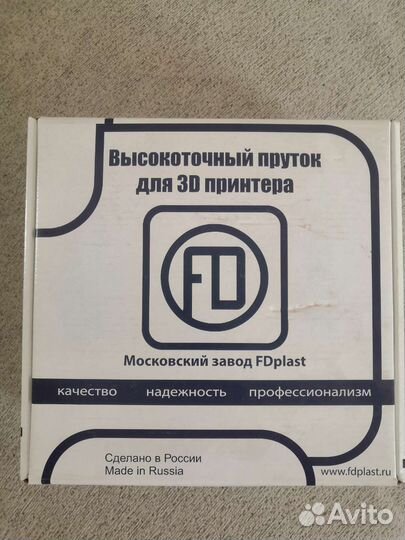 Высокоточный пруток
для 3D принтера
FD
Московский завод FDplast
качество надежность профессионализм
Сделано в России
Made in Russia
www.fdplast.ru
Avito